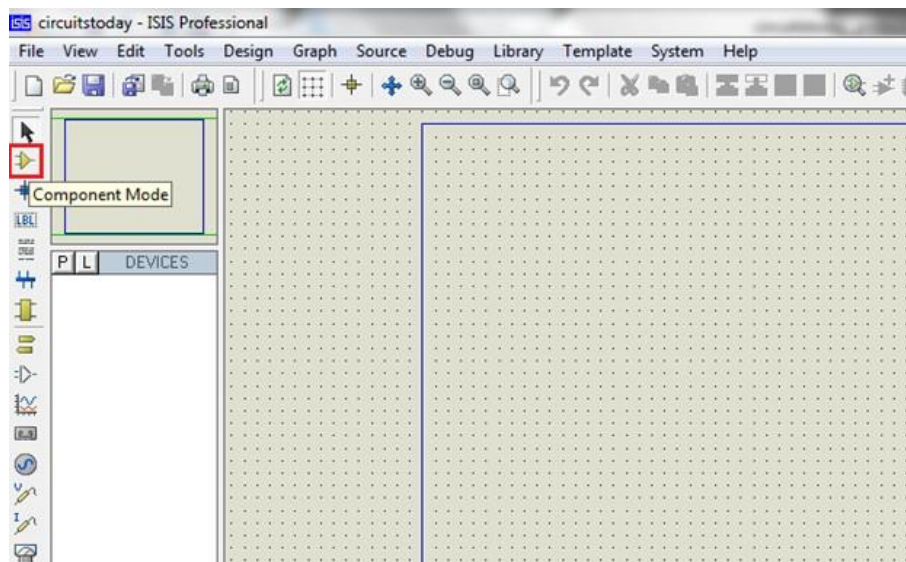 ISIS circuitstoday - ISIS Professional
File View Edit Tools Design Graph Source Debug Library Template System Help
Component Mode
LBL
P L DEVICES
V
I